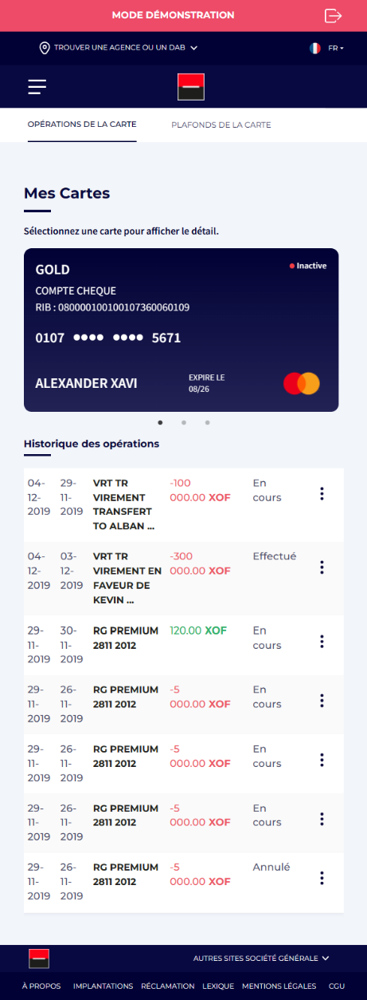 MODE DÉMONSTRATION
TROUVER UNE AGENCE OU UN DAB
FR
OPÉRATIONS DE LA CARTE
PLAFONDS DE LA CARTE
Mes Cartes
Sélectionnez une carte pour afficher le détail.
GOLD
Inactive
COMPTE CHEQUE
RIB : 080000100100107360060109
0107 •••• •••• 5671
ALEXANDER XAVI
EXPIRE LE
08/26
Historique des opérations
04- 29- VRT TR -100 En
12- 11- VIREMENT 000.00 XOF cours
2019 2019 TRANSFERT
TO ALBAN ...
04- 03- VRT TR -300 Effectué
12- 12- VIREMENT EN 000.00 XOF
2019 2019 FAVEUR DE
KEVIN ...
29- 30- RG PREMIUM 120.00 XOF En
11- 11- 2811 2012 cours
2019 2019
29- 26- RG PREMIUM -5 En
11- 11- 2811 2012 000.00 XOF cours
2019 2019
29- 26- RG PREMIUM -5 En
11- 11- 2811 2012 000.00 XOF cours
2019 2019
29- 26- RG PREMIUM -5 En
11- 11- 2811 2012 000.00 XOF cours
2019 2019
29- 26- RG PREMIUM -5 Annulé
11- 11- 2811 2012 000.00 XOF
2019 2019
AUTRES SITES SOCIÉTÉ GÉNÉRALE
À PROPOS IMPLANTATIONS RÉCLAMATION LEXIQUE MENTIONS LÉGALES CGU